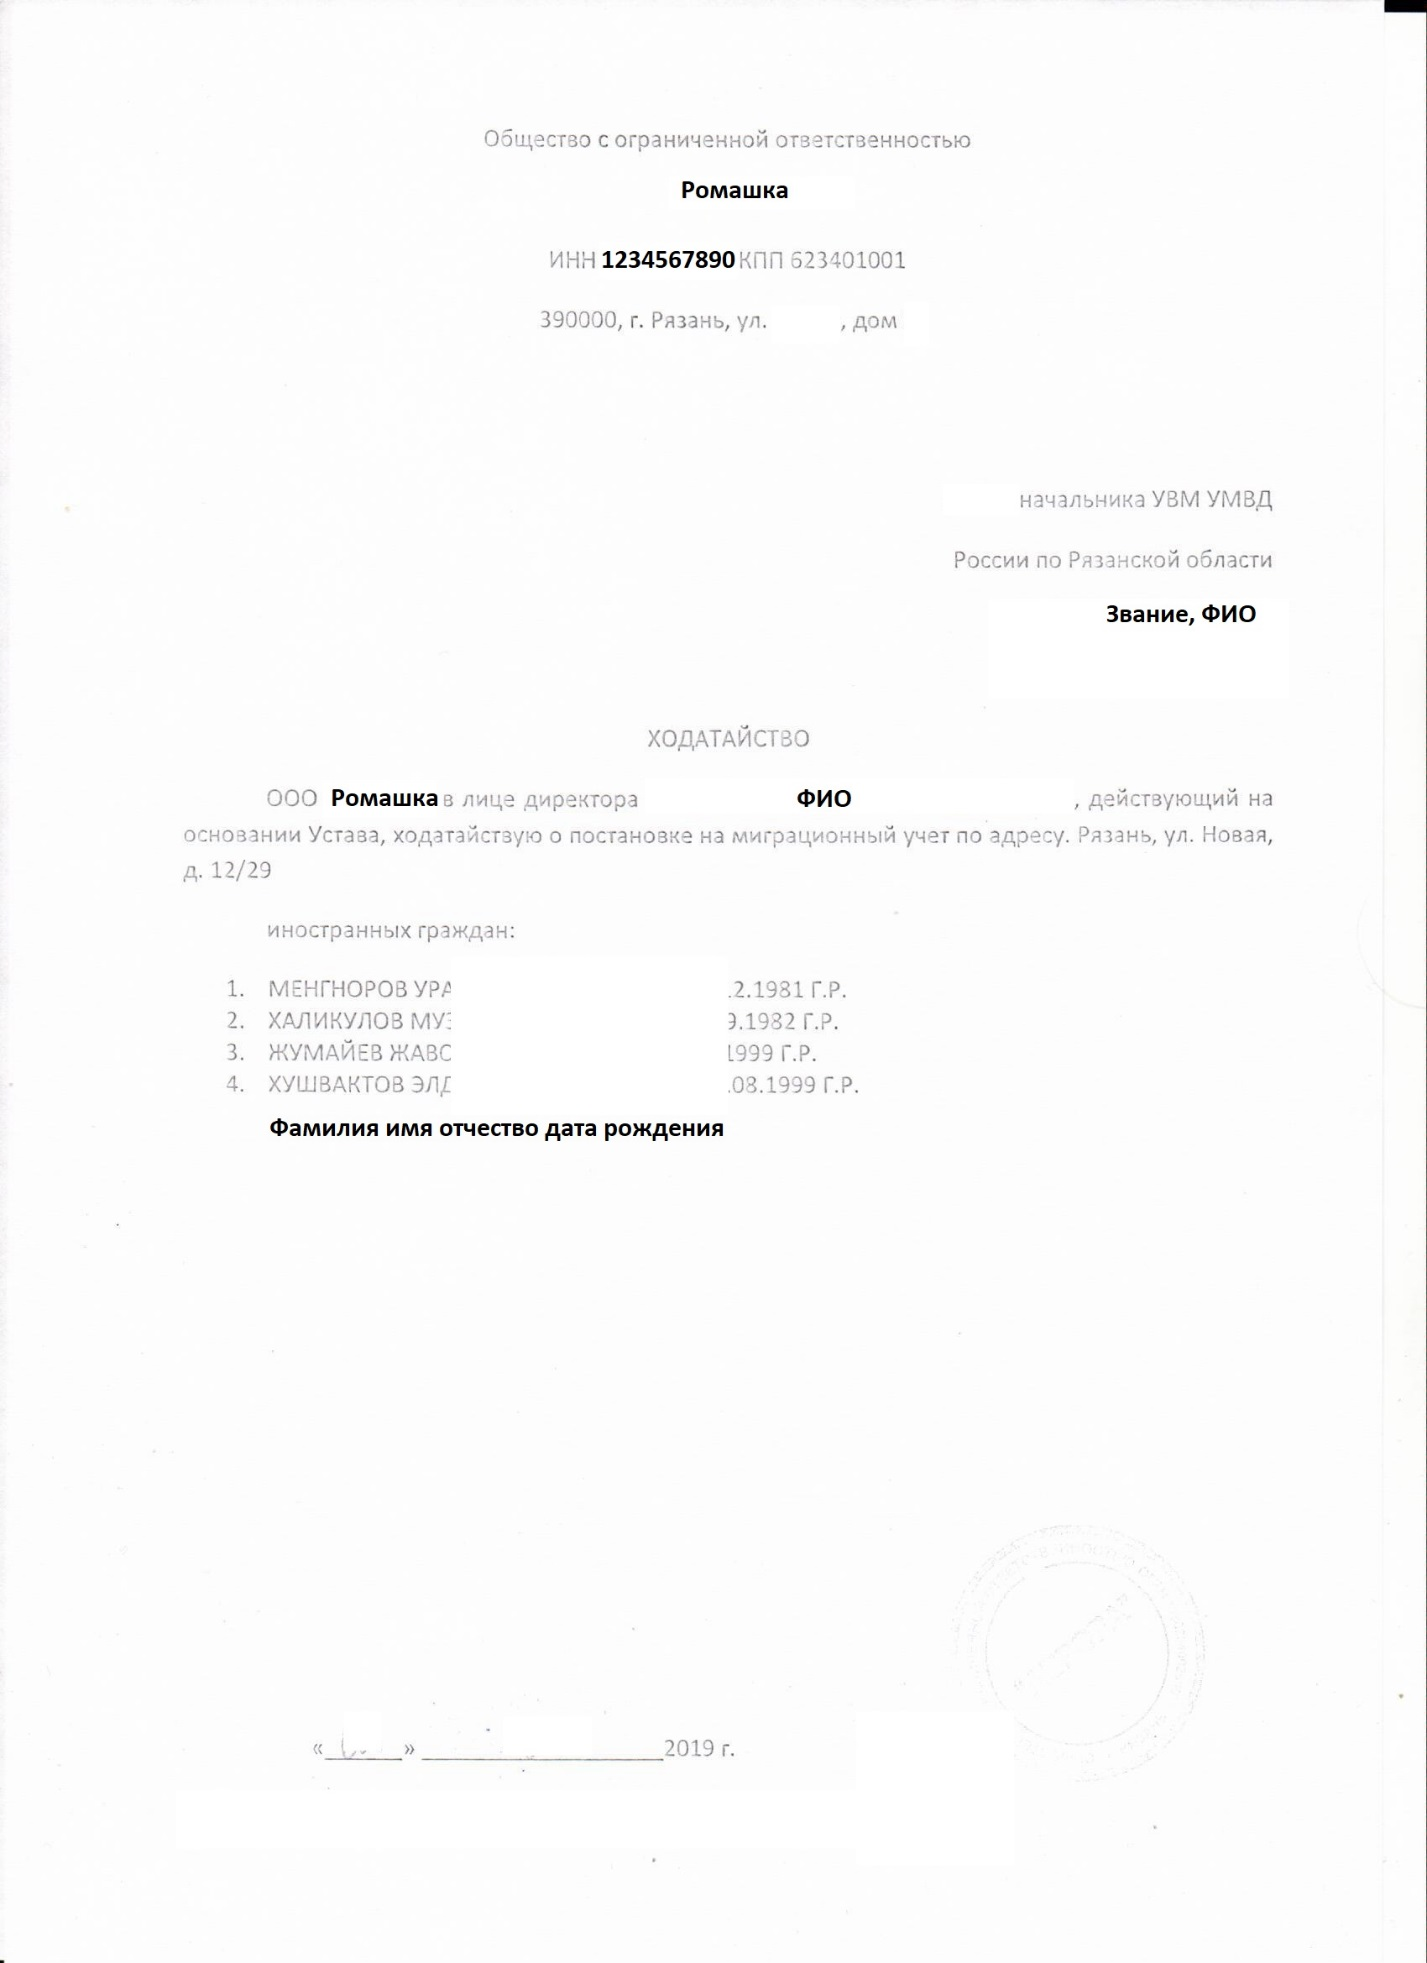 Общество с ограниченной ответственностью
Ромашка
ИНН 1234567890 КПП 623401001
390000, г. Рязань, ул. , дом
начальника УВМ УМВД
России по Рязанской области
Звание, ФИО
ХОДАТАЙСТВО
ООО Ромашка в лице директора ФИО , действующий на
основании Устава, ходатайствую о постановке на миграционный учет по адресу. Рязань, ул. Новая,
д. 12/29
иностранных граждан:
1. МЕНГНОРОВ УРА .2.1981 Г.Р.
2. ХАЛИКУЛОВ МУЗ 9.1982 Г.Р.
3. ЖУМАЙЕВ ЖАВС 1999 Г.Р.
4. ХУШВАКТОВ ЭЛД .08.1999 Г.Р.
Фамилия имя отчество дата рождения
«______» ___________________2019 г.